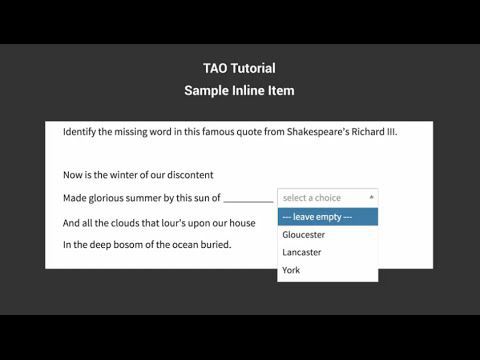 TAO Tutorial
Sample Inline Item
Identify the missing word in this famous quote from Shakespeare's Richard III.
Now is the winter of our discontent
Made glorious summer by this sun of __________ select a choice
--- leave empty ---
And all the clouds that lour's upon our house
Gloucester
In the deep bosom of the ocean buried.
Lancaster
York